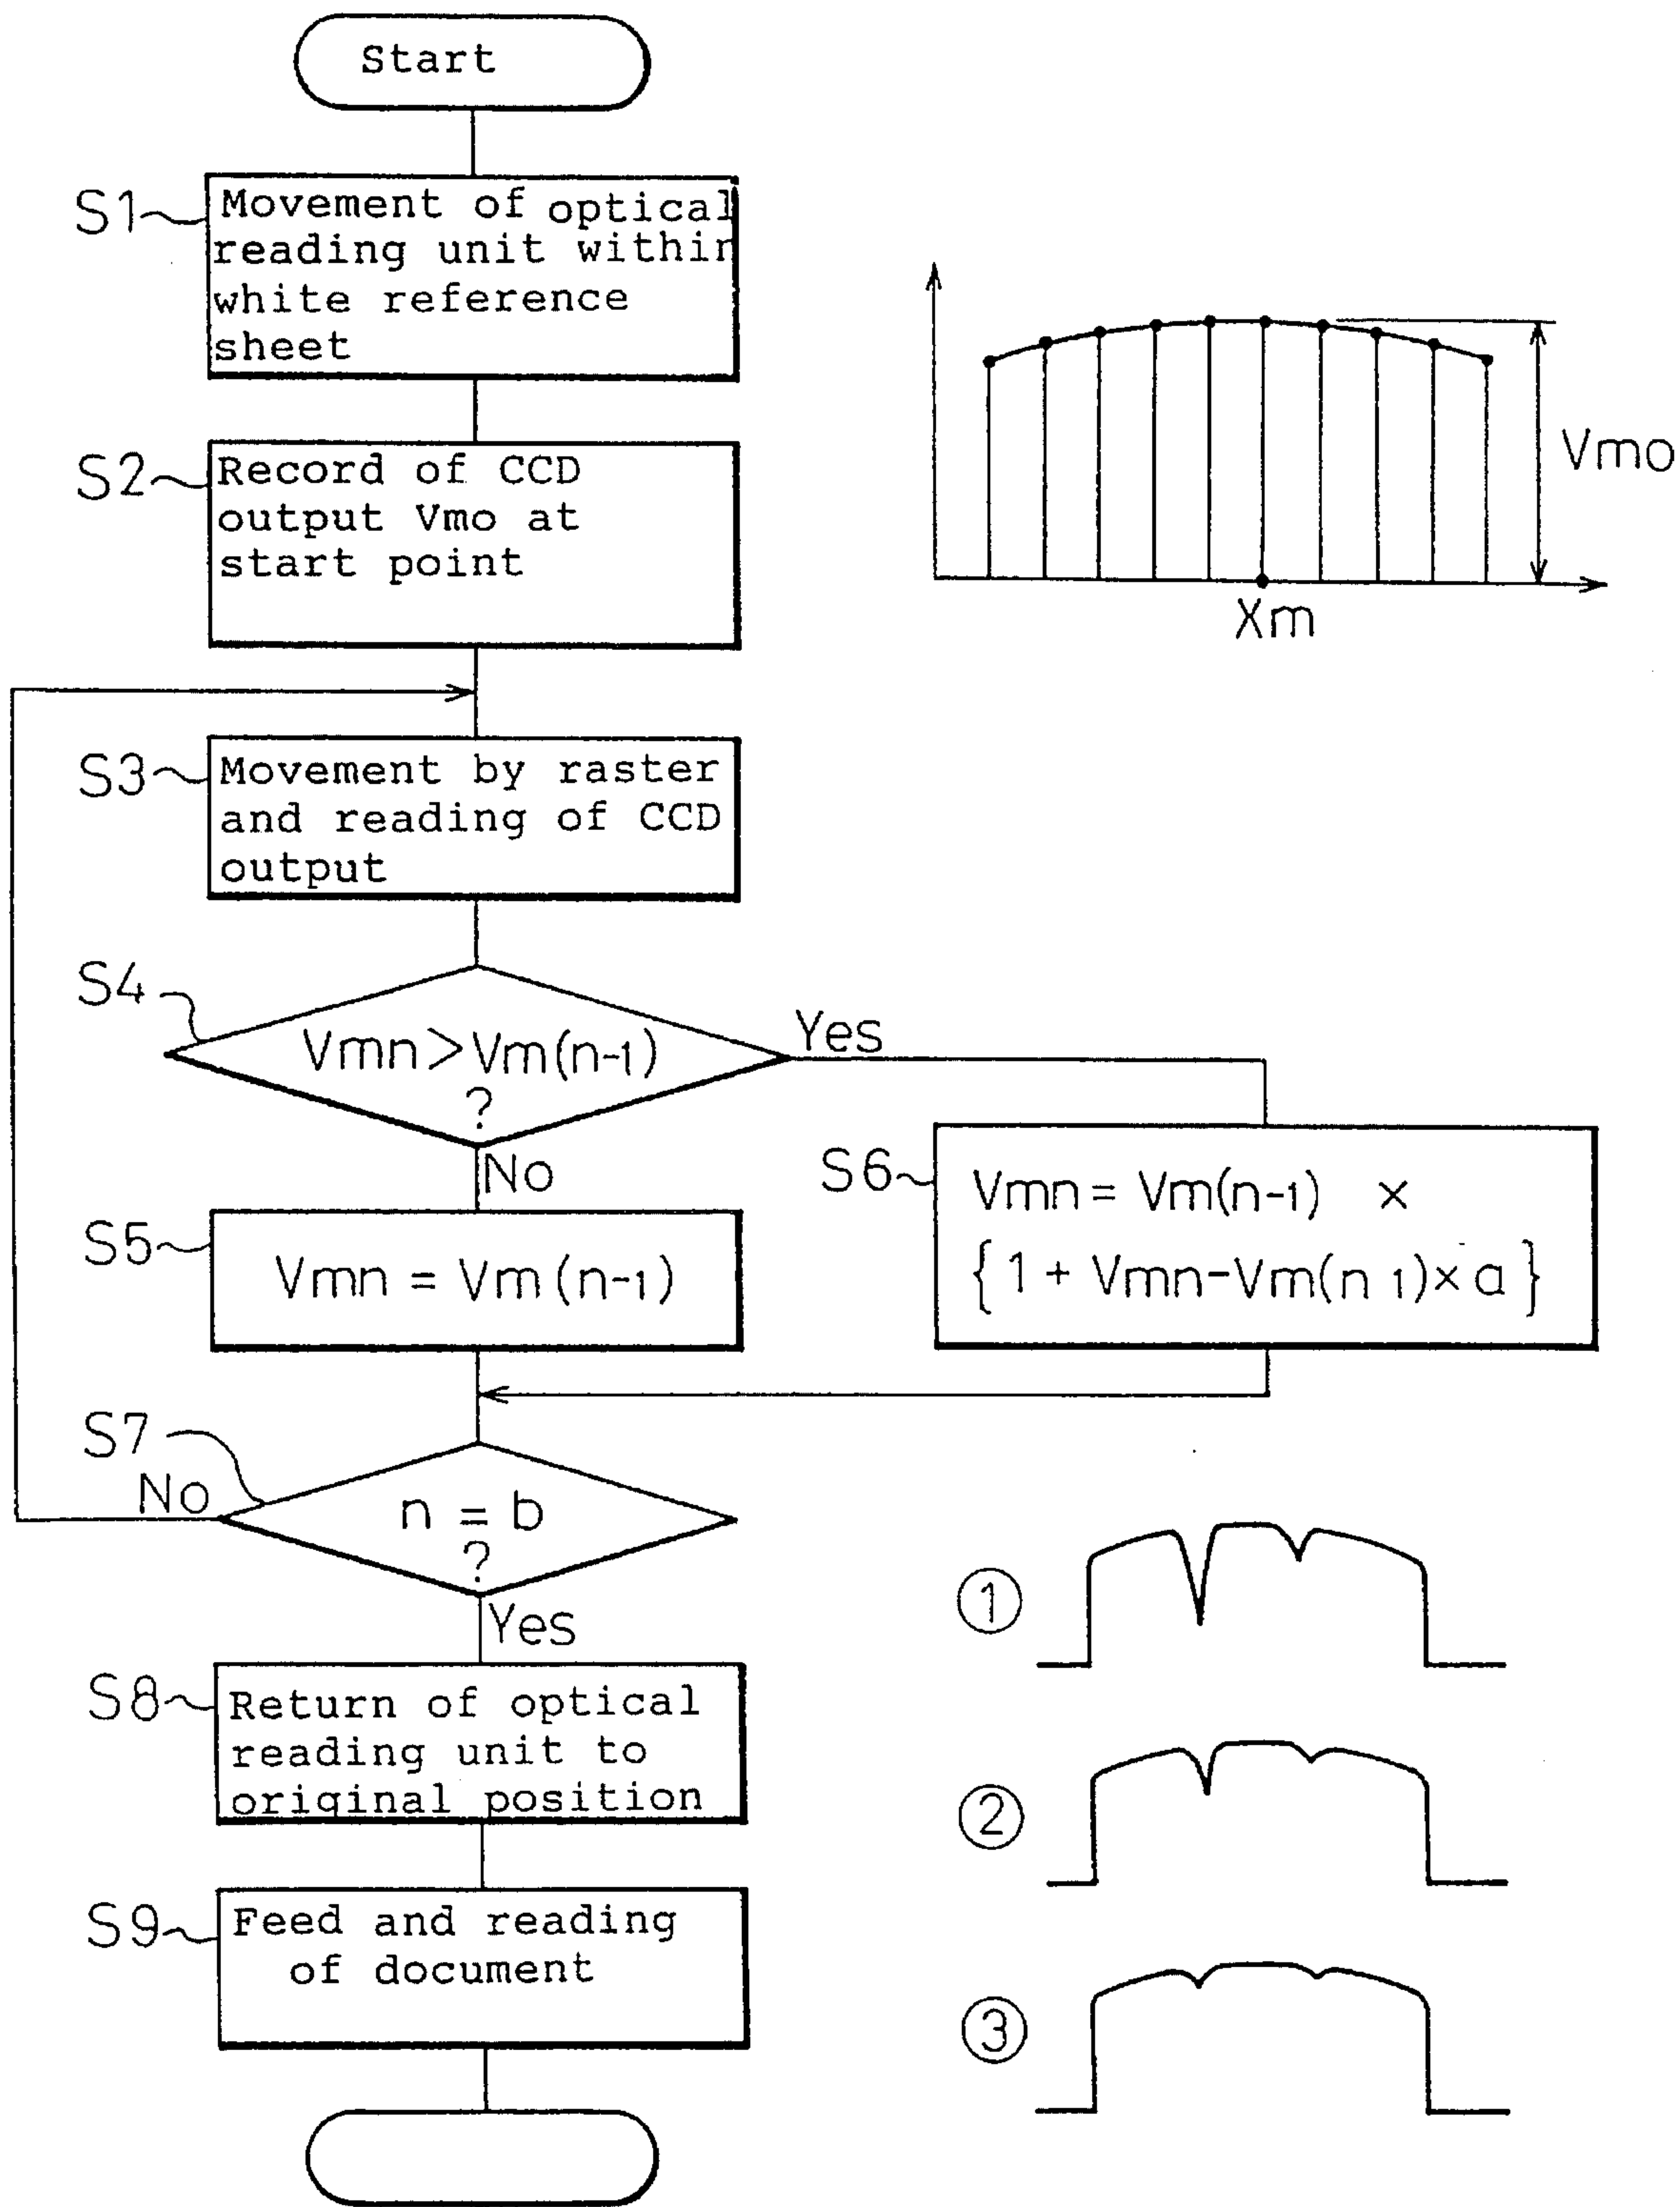 Start
S1
Movement of optical
reading unit within
white reference
sheet
S2
Record of CCD
output Vmo at
start point
Vmo
Xm
S3
Movement by raster
and reading of CCD
output
S4
Vmn>Vm(n-1)
?
Yes
No
S5
Vmn = Vm(n-1)
S6
Vmn = Vm(n-1) ×
{1 + Vmn-Vm(n 1)× a}
S7
No
n = b
?
Yes
S8
Return of optical
reading unit to
original position
S9
Feed and reading
of document
①
②
③